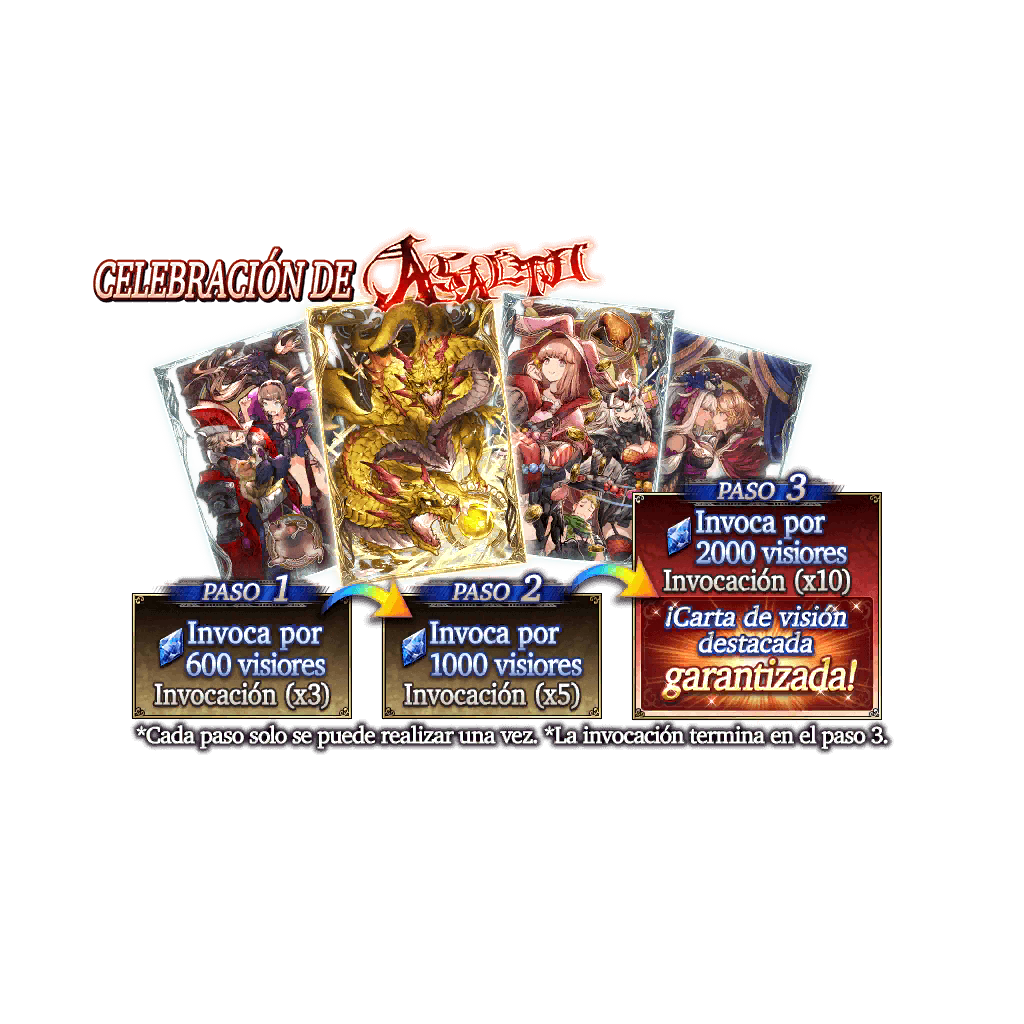 CELEBRACIÓN DE ASALTO
PASO 1
Invoca por
600 visiores
Invocación (x3)
PASO 2
Invoca por
1000 visiores
Invocación (x5)
PASO 3
Invoca por
2000 visiores
Invocación (x10)
¡Carta de visión
destacada
garantizada!
*Cada paso solo se puede realizar una vez. *La invocación termina en el paso 3.